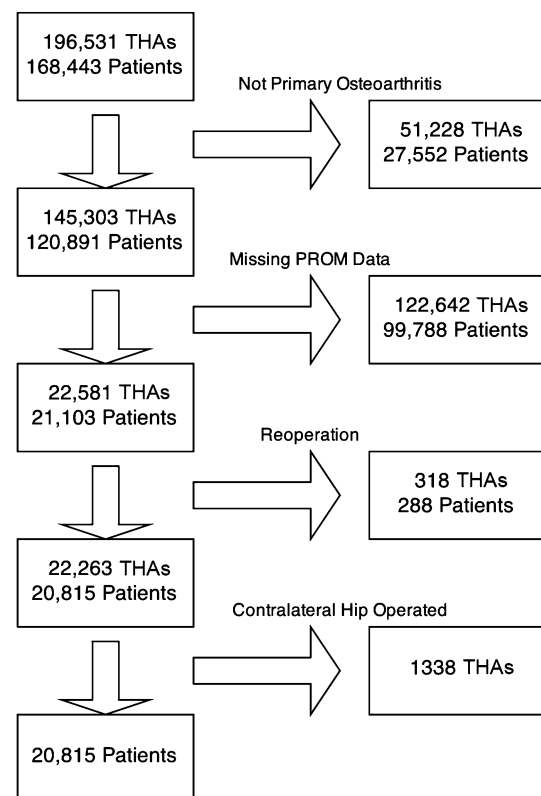 196,531 THAs
168,443 Patients
Not Primary Osteoarthritis
51,228 THAs
27,552 Patients
145,303 THAs
120,891 Patients
Missing PROM Data
122,642 THAs
99,788 Patients
22,581 THAs
21,103 Patients
Reoperation
318 THAs
288 Patients
22,263 THAs
20,815 Patients
Contralateral Hip Operated
1338 THAs
20,815 Patients